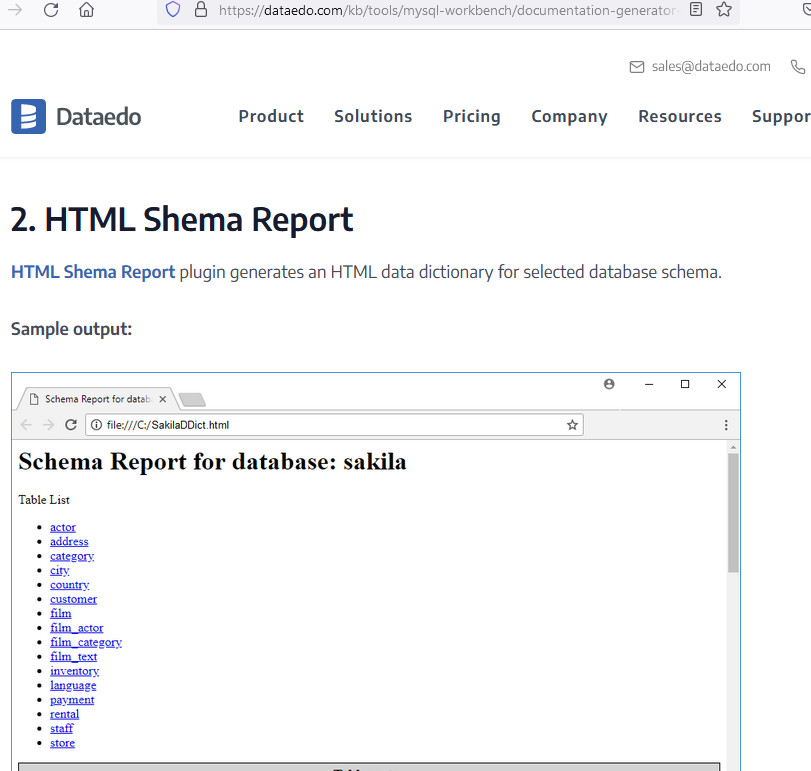 https://dataedo.com/kb/tools/mysql-workbench/documentation-generator-
sales@dataedo.com
Dataedo
Product Solutions Pricing Company Resources Suppor
2. HTML Shema Report
HTML Shema Report plugin generates an HTML data dictionary for selected database schema.
Sample output:
Schema Report for datab
file:///C:/SakilaDDict.html
Schema Report for database: sakila
Table List
actor
address
category
city
country
customer
film
film_actor
film_category
film_text
inventory
language
payment
rental
staff
store